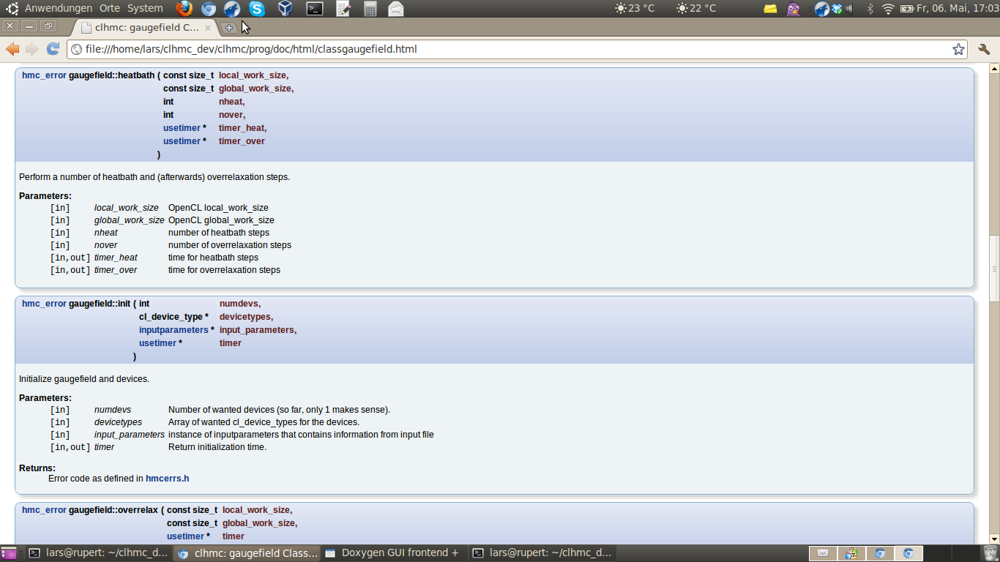 Anwendungen Orte System 23 °C 22 °C Fr, 06. Mai, 17:03
clhmc: gaugefield C...
file:///home/lars/clhmc_dev/clhmc/prog/doc/html/classgaugefield.html
hmc_error gaugefield::heatbath ( const size_t local_work_size,
const size_t global_work_size,
int nheat,
int nover,
usetimer * timer_heat,
usetimer * timer_over
)
Perform a number of heatbath and (afterwards) overrelaxation steps.
Parameters:
[in] local_work_size OpenCL local_work_size
[in] global_work_size OpenCL global_work_size
[in] nheat number of heatbath steps
[in] nover number of overrelaxation steps
[in,out] timer_heat time for heatbath steps
[in,out] timer_over time for overrelaxation steps
hmc_error gaugefield::init ( int numdevs,
cl_device_type * devicetypes,
inputparameters * input_parameters,
usetimer * timer
)
Initialize gaugefield and devices.
Parameters:
[in] numdevs Number of wanted devices (so far, only 1 makes sense).
[in] devicetypes Array of wanted cl_device_types for the devices.
[in] input_parameters instance of inputparameters that contains information from input file
[in,out] timer Return initialization time.
Returns:
Error code as defined in hmcerrs.h
hmc_error gaugefield::overrelax ( const size_t local_work_size,
const size_t global_work_size,
usetimer * timer
lars@rupert: ~/clhmc_d... clhmc: gaugefield Class... Doxygen GUI frontend + lars@rupert: ~/clhmc_d...